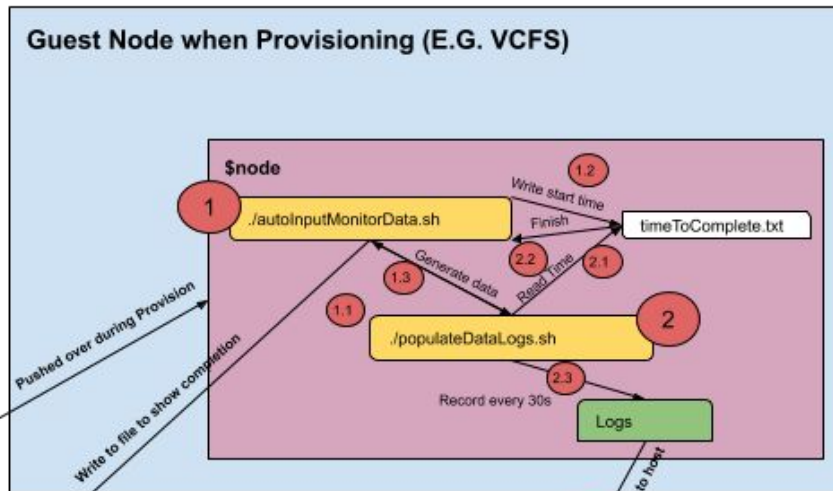 Guest Node when Provisioning (E.G. VCFS)
$node
1.2
1
./autoInputMonitorData.sh
Write start time
Finish
timeToComplete.txt
2.2
2.1
1.3
Generate data
Read Time
1.1
2
./populateDataLogs.sh
2.3
Record every 30s
Logs
Pushed over during Provision
Write to file to show completion
to host